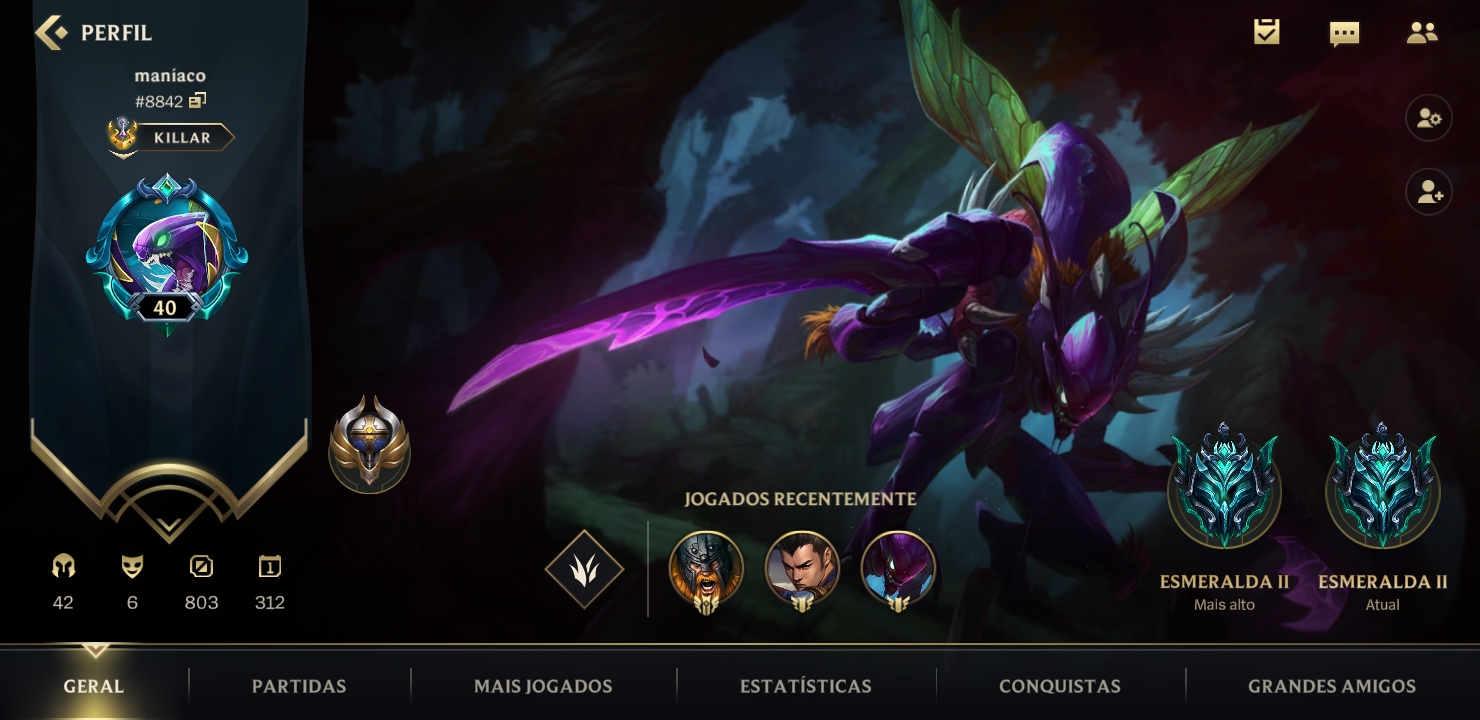 PERFIL
maníaco
#8842
KILLAR
40
42
6
803
312
JOGADOS RECENTEMENTE
ESMERALDA II
Mais alto
ESMERALDA II
Atual
GERAL
PARTIDAS
MAIS JOGADOS
ESTATÍSTICAS
CONQUISTAS
GRANDES AMIGOS